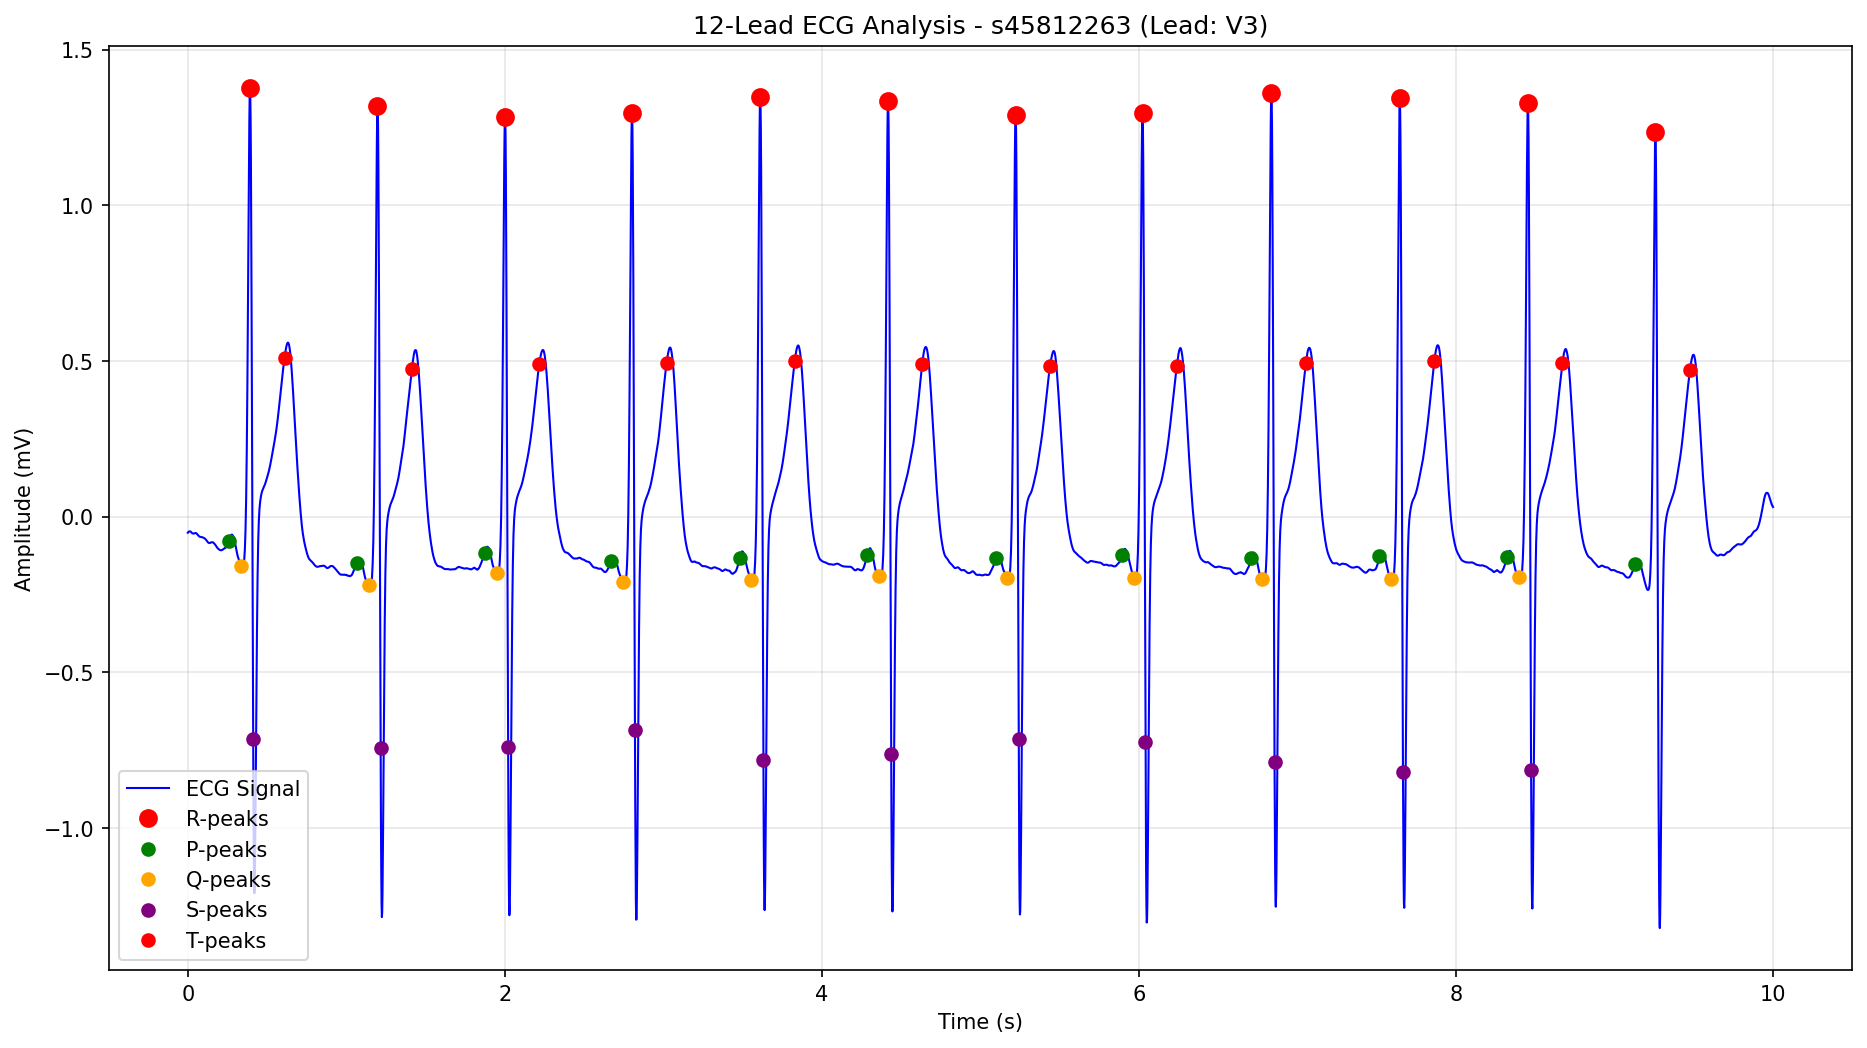 12-Lead ECG Analysis - s45812263 (Lead: V3)
1.5
1.0
0.5
0.0
−0.5
−1.0
Amplitude (mV)
ECG Signal
R-peaks
P-peaks
Q-peaks
S-peaks
T-peaks
0 2 4 6 8 10
Time (s)